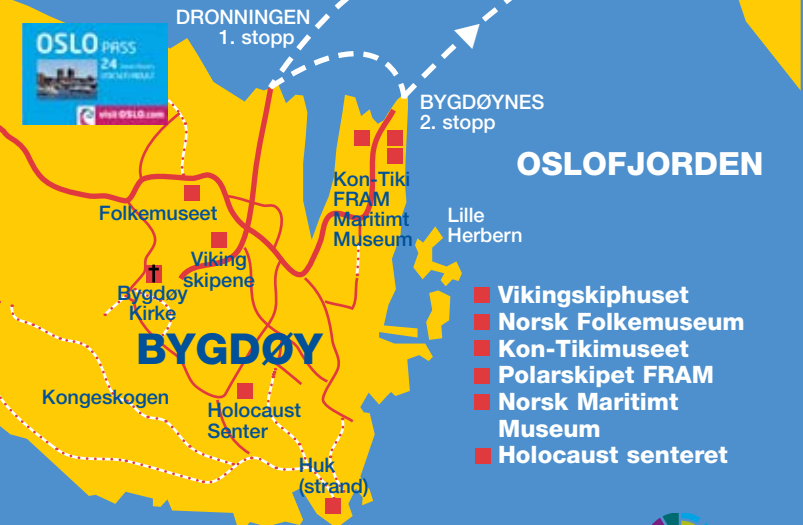 DRONNINGEN
1. stopp
OSLO PASS
24
visitOSLO.com
BYGDØYNES
2. stopp
OSLOFJORDEN
Kon-Tiki
FRAM
Maritimt
Museum
Folkemuseet
Lille
Herbern
Viking
skipene
Bygdøy
Kirke
BYGDØY
Kongeskogen
Holocaust
Senter
Huk
(strand)
Vikingskiphuset
Norsk Folkemuseum
Kon-Tikimuseet
Polarskipet FRAM
Norsk Maritimt
Museum
Holocaust senteret